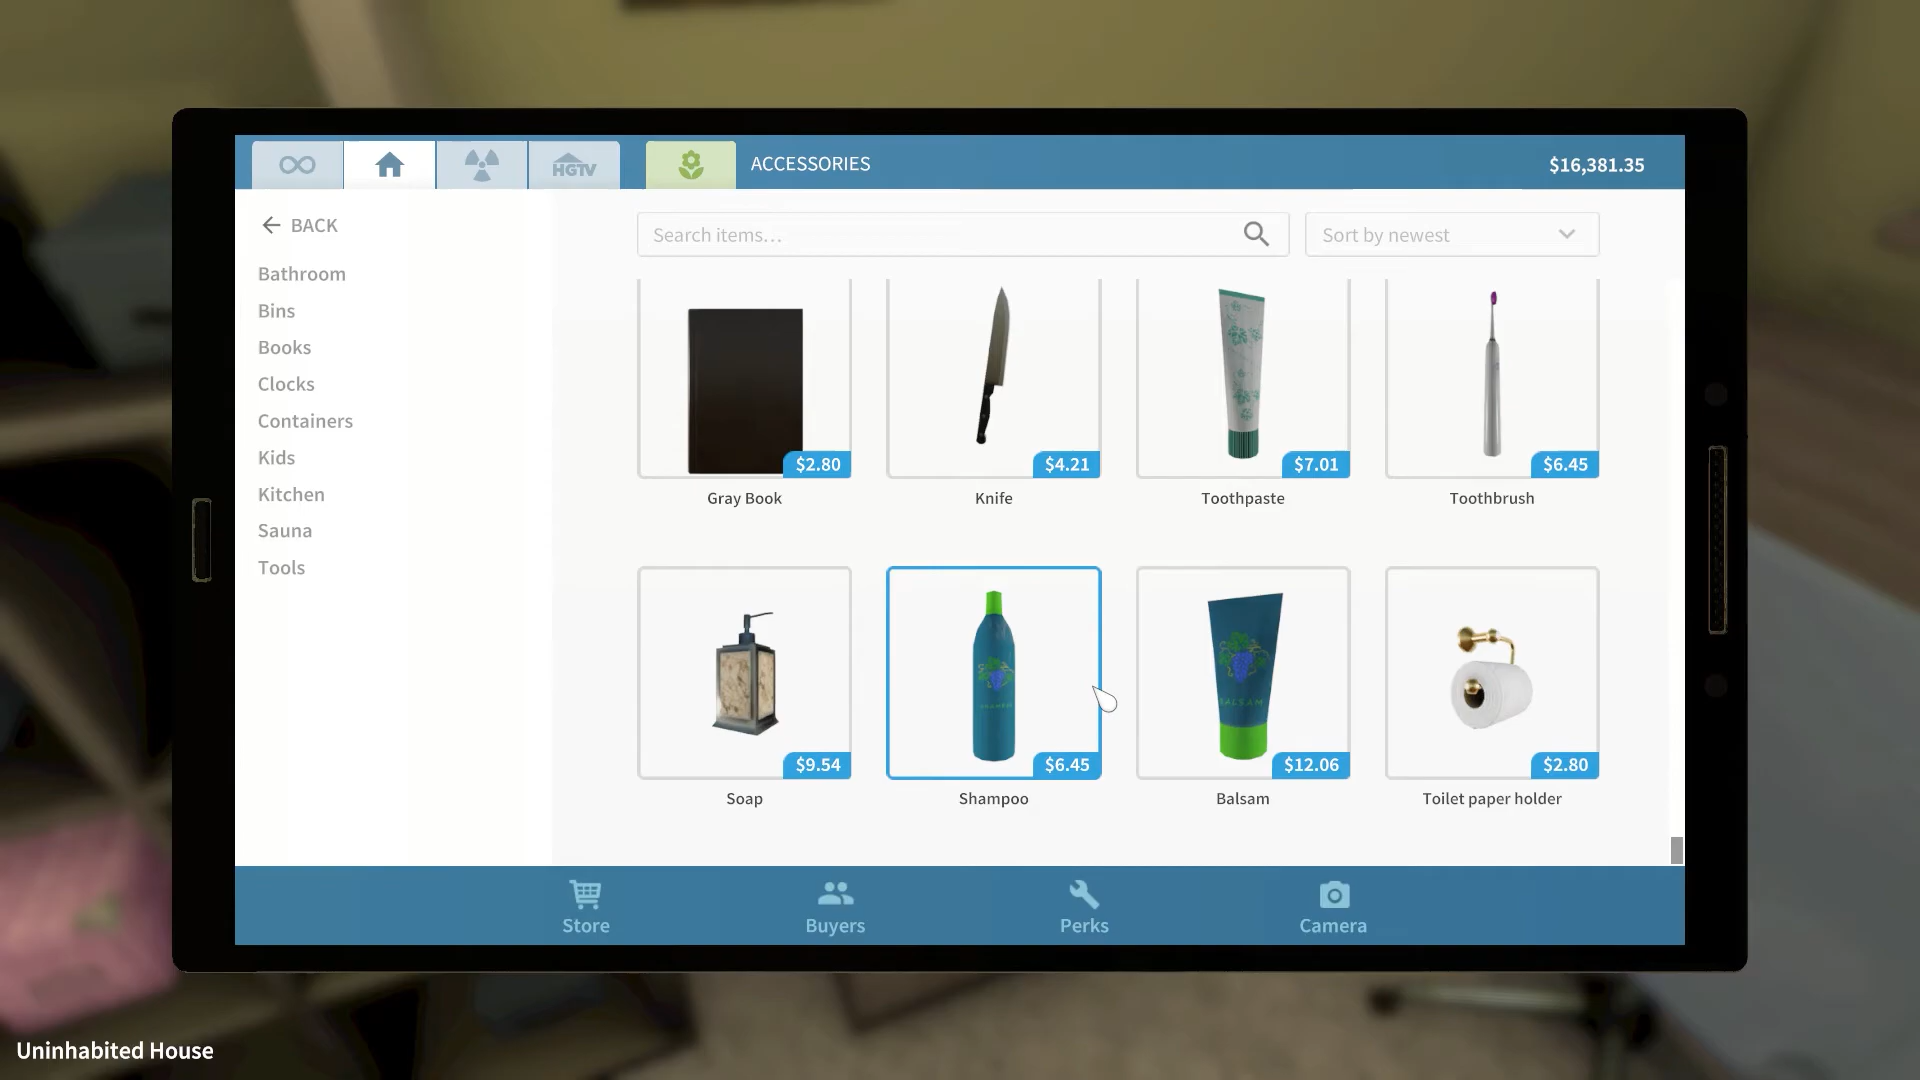 HGTV
ACCESSORIES
$16,381.35
BACK
Search items...
Sort by newest
Bathroom
Bins
Books
Clocks
Containers
Kids
Kitchen
Sauna
Tools
$2.80
$4.21
$7.01
$6.45
Gray Book
Knife
Toothpaste
Toothbrush
BALSAM
$9.54
$6.45
$12.06
$2.80
Soap
Shampoo
Balsam
Toilet paper holder
Store
Buyers
Perks
Camera
Uninhabited House